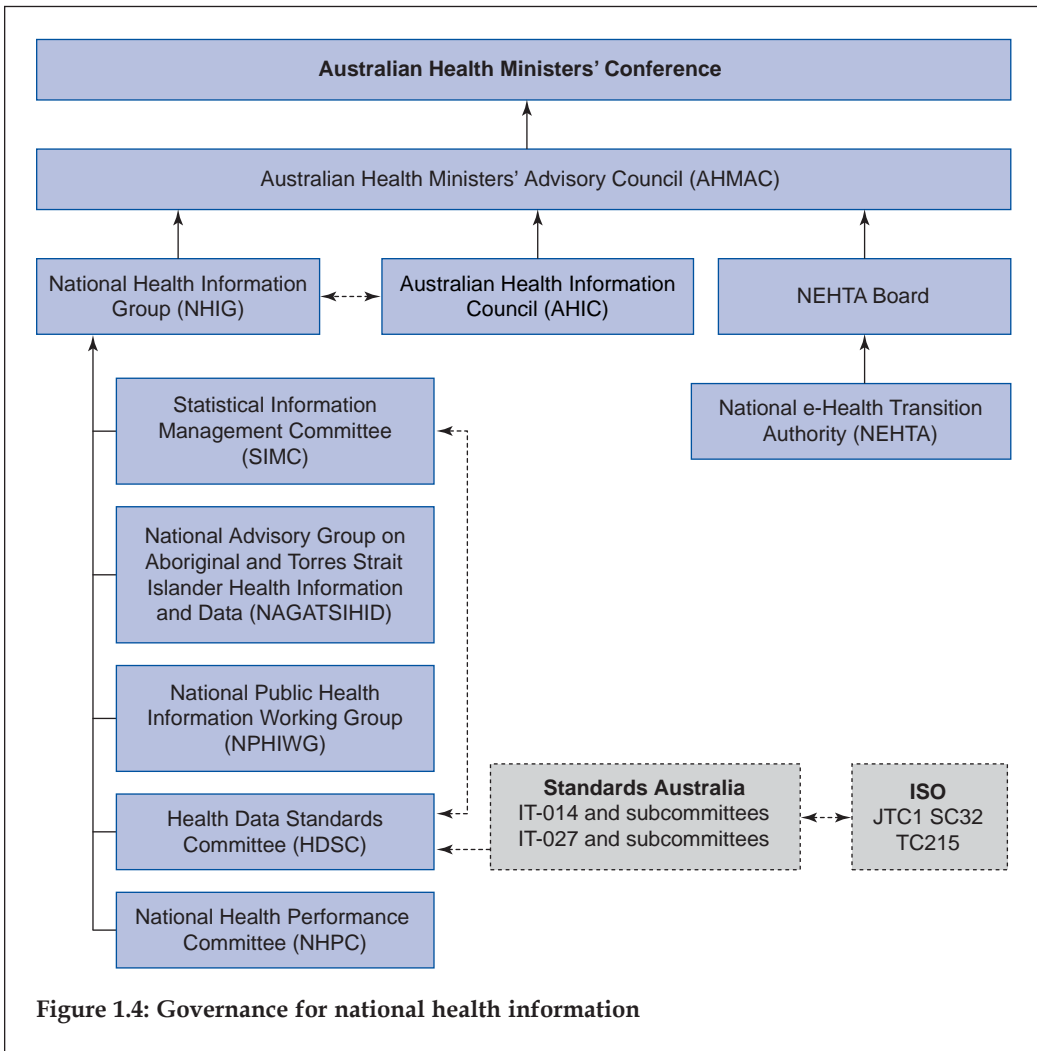 Australian Health Ministers' Conference
Australian Health Ministers' Advisory Council (AHMAC)
National Health Information
Group (NHIG)
Australian Health Information
Council (AHIC)
NEHTA Board
National e-Health Transition
Authority (NEHTA)
Statistical Information
Management Committee
(SIMC)
National Advisory Group on
Aboriginal and Torres Strait
Islander Health Information
and Data (NAGATSIHID)
National Public Health
Information Working Group
(NPHIWG)
Health Data Standards
Committee (HDSC)
Standards Australia
IT-014 and subcommittees
IT-027 and subcommittees
ISO
JTC1 SC32
TC215
National Health Performance
Committee (NHPC)
Figure 1.4: Governance for national health information